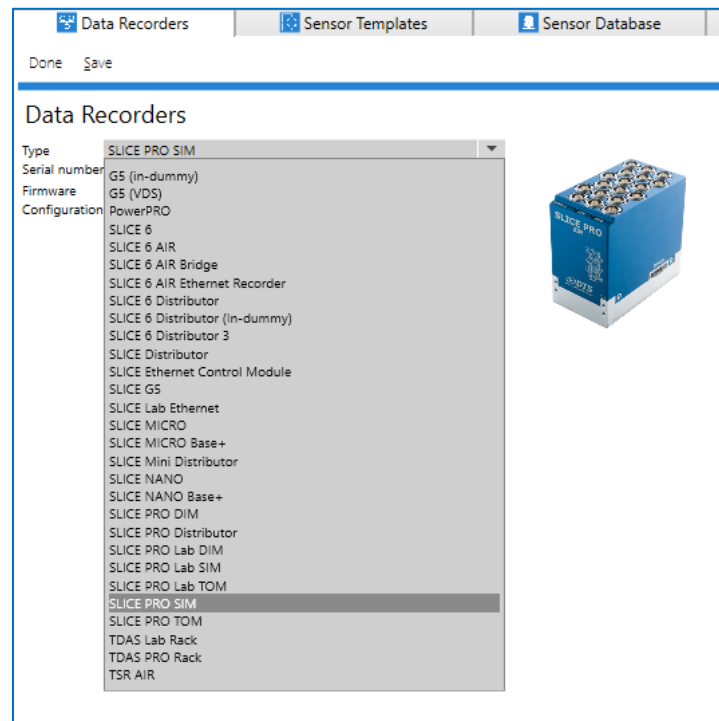 Data Recorders
Sensor Templates
Sensor Database
Done Save
Data Recorders
Type SLICE PRO SIM
Serial number
Firmware
Configuration
G5 (in-dummy)
G5 (VDS)
PowerPRO
SLICE 6
SLICE 6 AIR
SLICE 6 AIR Bridge
SLICE 6 AIR Ethernet Recorder
SLICE 6 Distributor
SLICE 6 Distributor (In-dummy)
SLICE 6 Distributor 3
SLICE Distributor
SLICE Ethernet Control Module
SLICE G5
SLICE Lab Ethernet
SLICE MICRO
SLICE MICRO Base+
SLICE Mini Distributor
SLICE NANO
SLICE NANO Base+
SLICE PRO DIM
SLICE PRO Distributor
SLICE PRO Lab DIM
SLICE PRO Lab SIM
SLICE PRO Lab TOM
SLICE PRO SIM
SLICE PRO TOM
TDAS Lab Rack
TDAS PRO Rack
TSR AIR
SLICE PRO
SIM
DTS